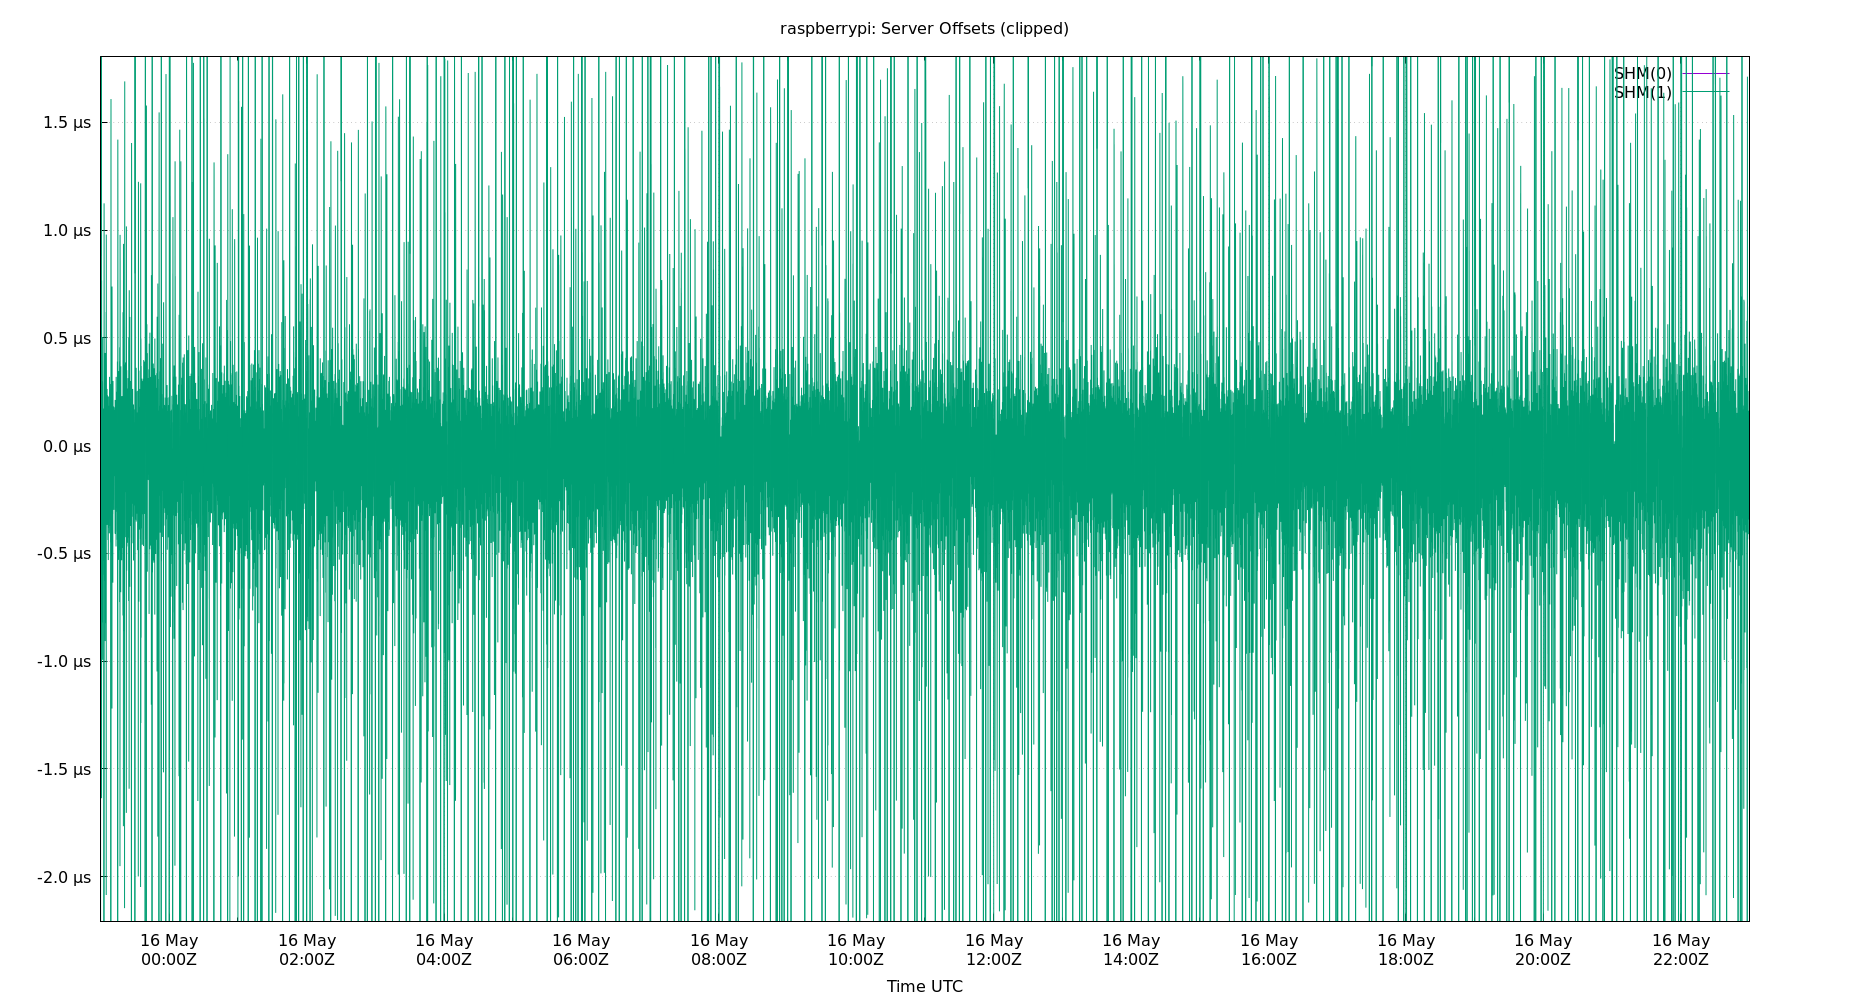 raspberrypi: Server Offsets (clipped)
SHM(0)
SHM(1)
1.5 µs
1.0 µs
0.5 µs
0.0 µs
-0.5 µs
-1.0 µs
-1.5 µs
-2.0 µs
16 May 16 May 16 May 16 May 16 May 16 May 16 May 16 May 16 May 16 May 16 May 16 May
00:00Z 02:00Z 04:00Z 06:00Z 08:00Z 10:00Z 12:00Z 14:00Z 16:00Z 18:00Z 20:00Z 22:00Z
Time UTC